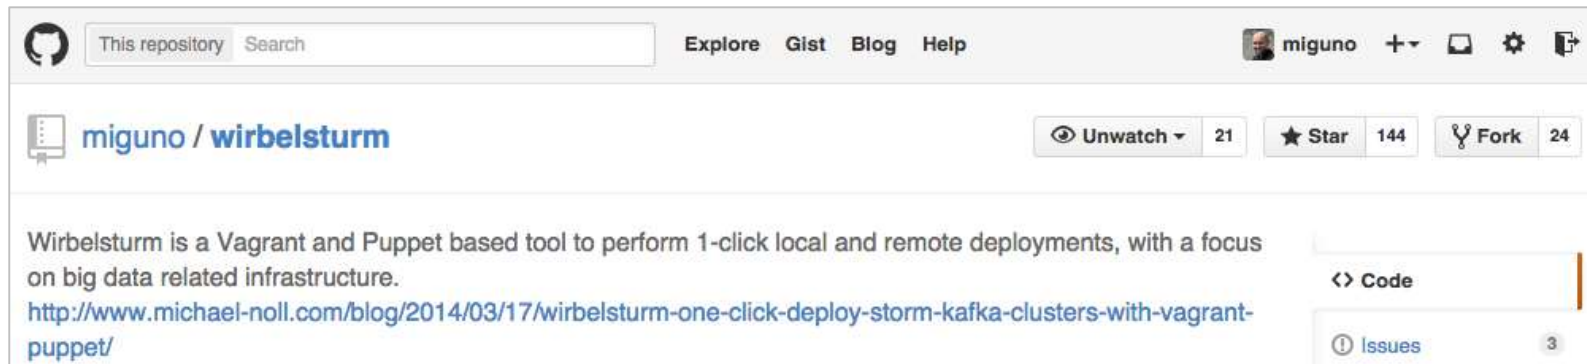 This repository Search Explore Gist Blog Help miguno
miguno / wirbelsturm Unwatch 21 Star 144 Fork 24
Wirbelsturm is a Vagrant and Puppet based tool to perform 1-click local and remote deployments, with a focus
on big data related infrastructure.
http://www.michael-noll.com/blog/2014/03/17/wirbelsturm-one-click-deploy-storm-kafka-clusters-with-vagrant-
puppet/
<> Code
Issues 3